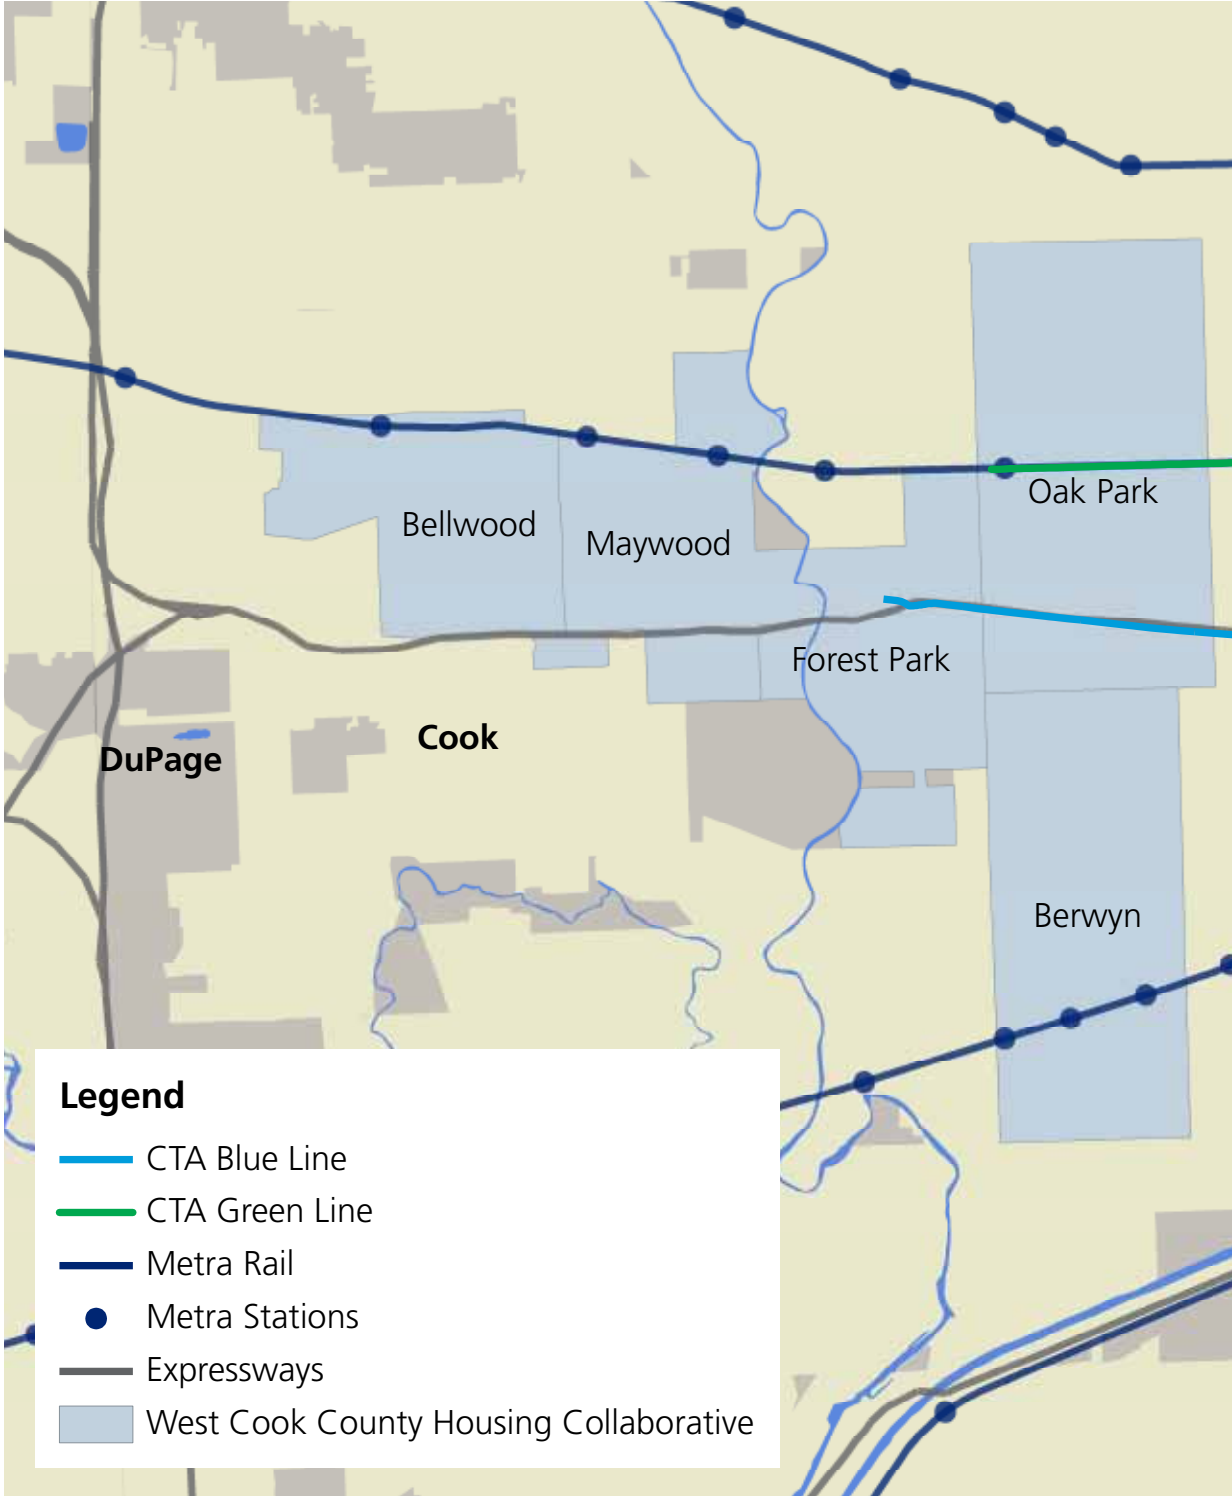 Oak Park
Bellwood
Maywood
Forest Park
Cook
DuPage
Berwyn
Legend
CTA Blue Line
CTA Green Line
Metra Rail
Metra Stations
Expressways
West Cook County Housing Collaborative